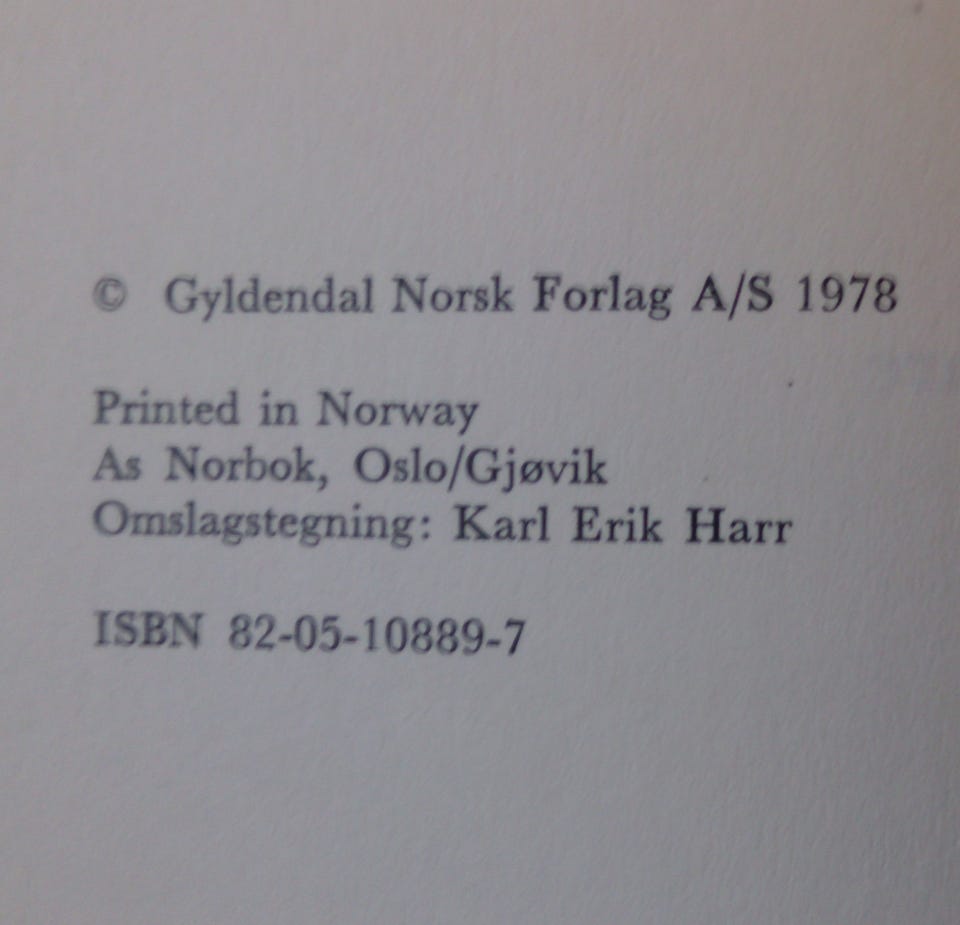 © Gyldendal Norsk Forlag A/S 1978
Printed in Norway
As Norbok, Oslo/Gjøvik
Omslagstegning: Karl Erik Harr
ISBN 82-05-10889-7